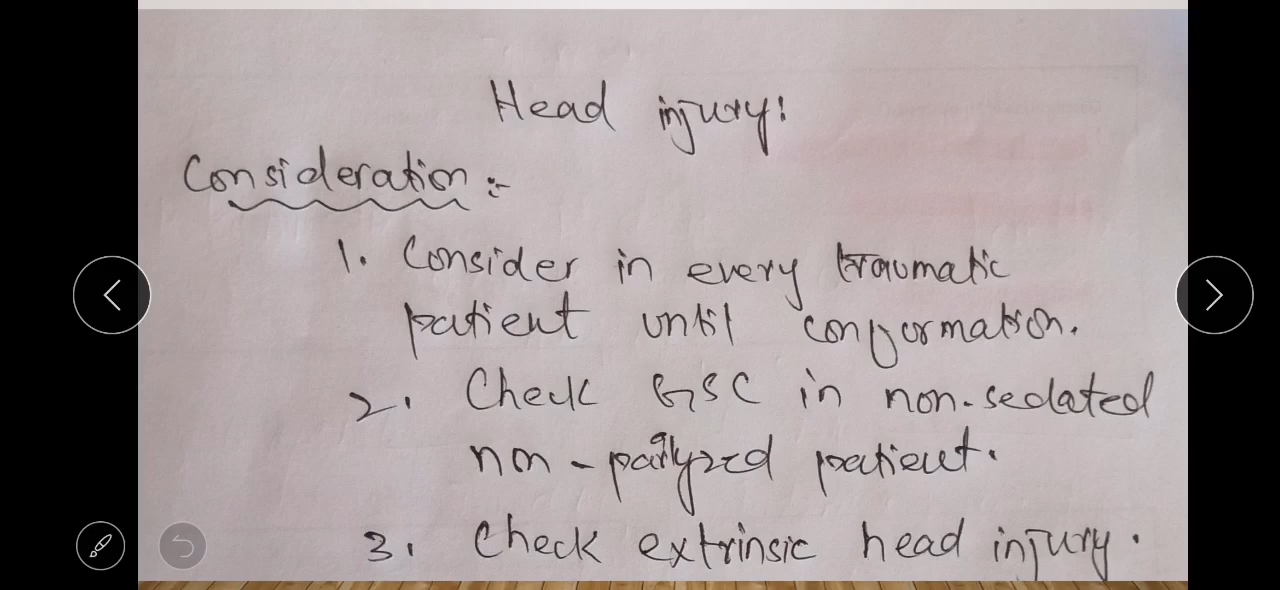 Head injury:
Consideration :-
1. Consider in every traumatic
patient until conformation.
2. Check GSC in non-sedated
non-paralyzed patient.
3. Check extrinsic head injury.